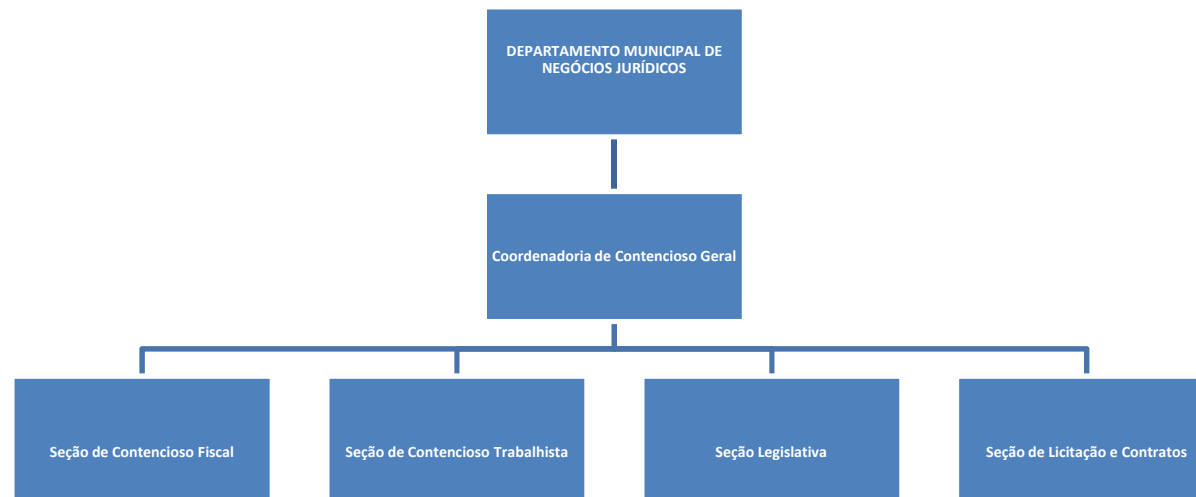 DEPARTAMENTO MUNICIPAL DE
NEGÓCIOS JURÍDICOS
Coordenadoria de Contencioso Geral
Seção de Contencioso Fiscal
Seção de Contencioso Trabalhista
Seção Legislativa
Seção de Licitação e Contratos